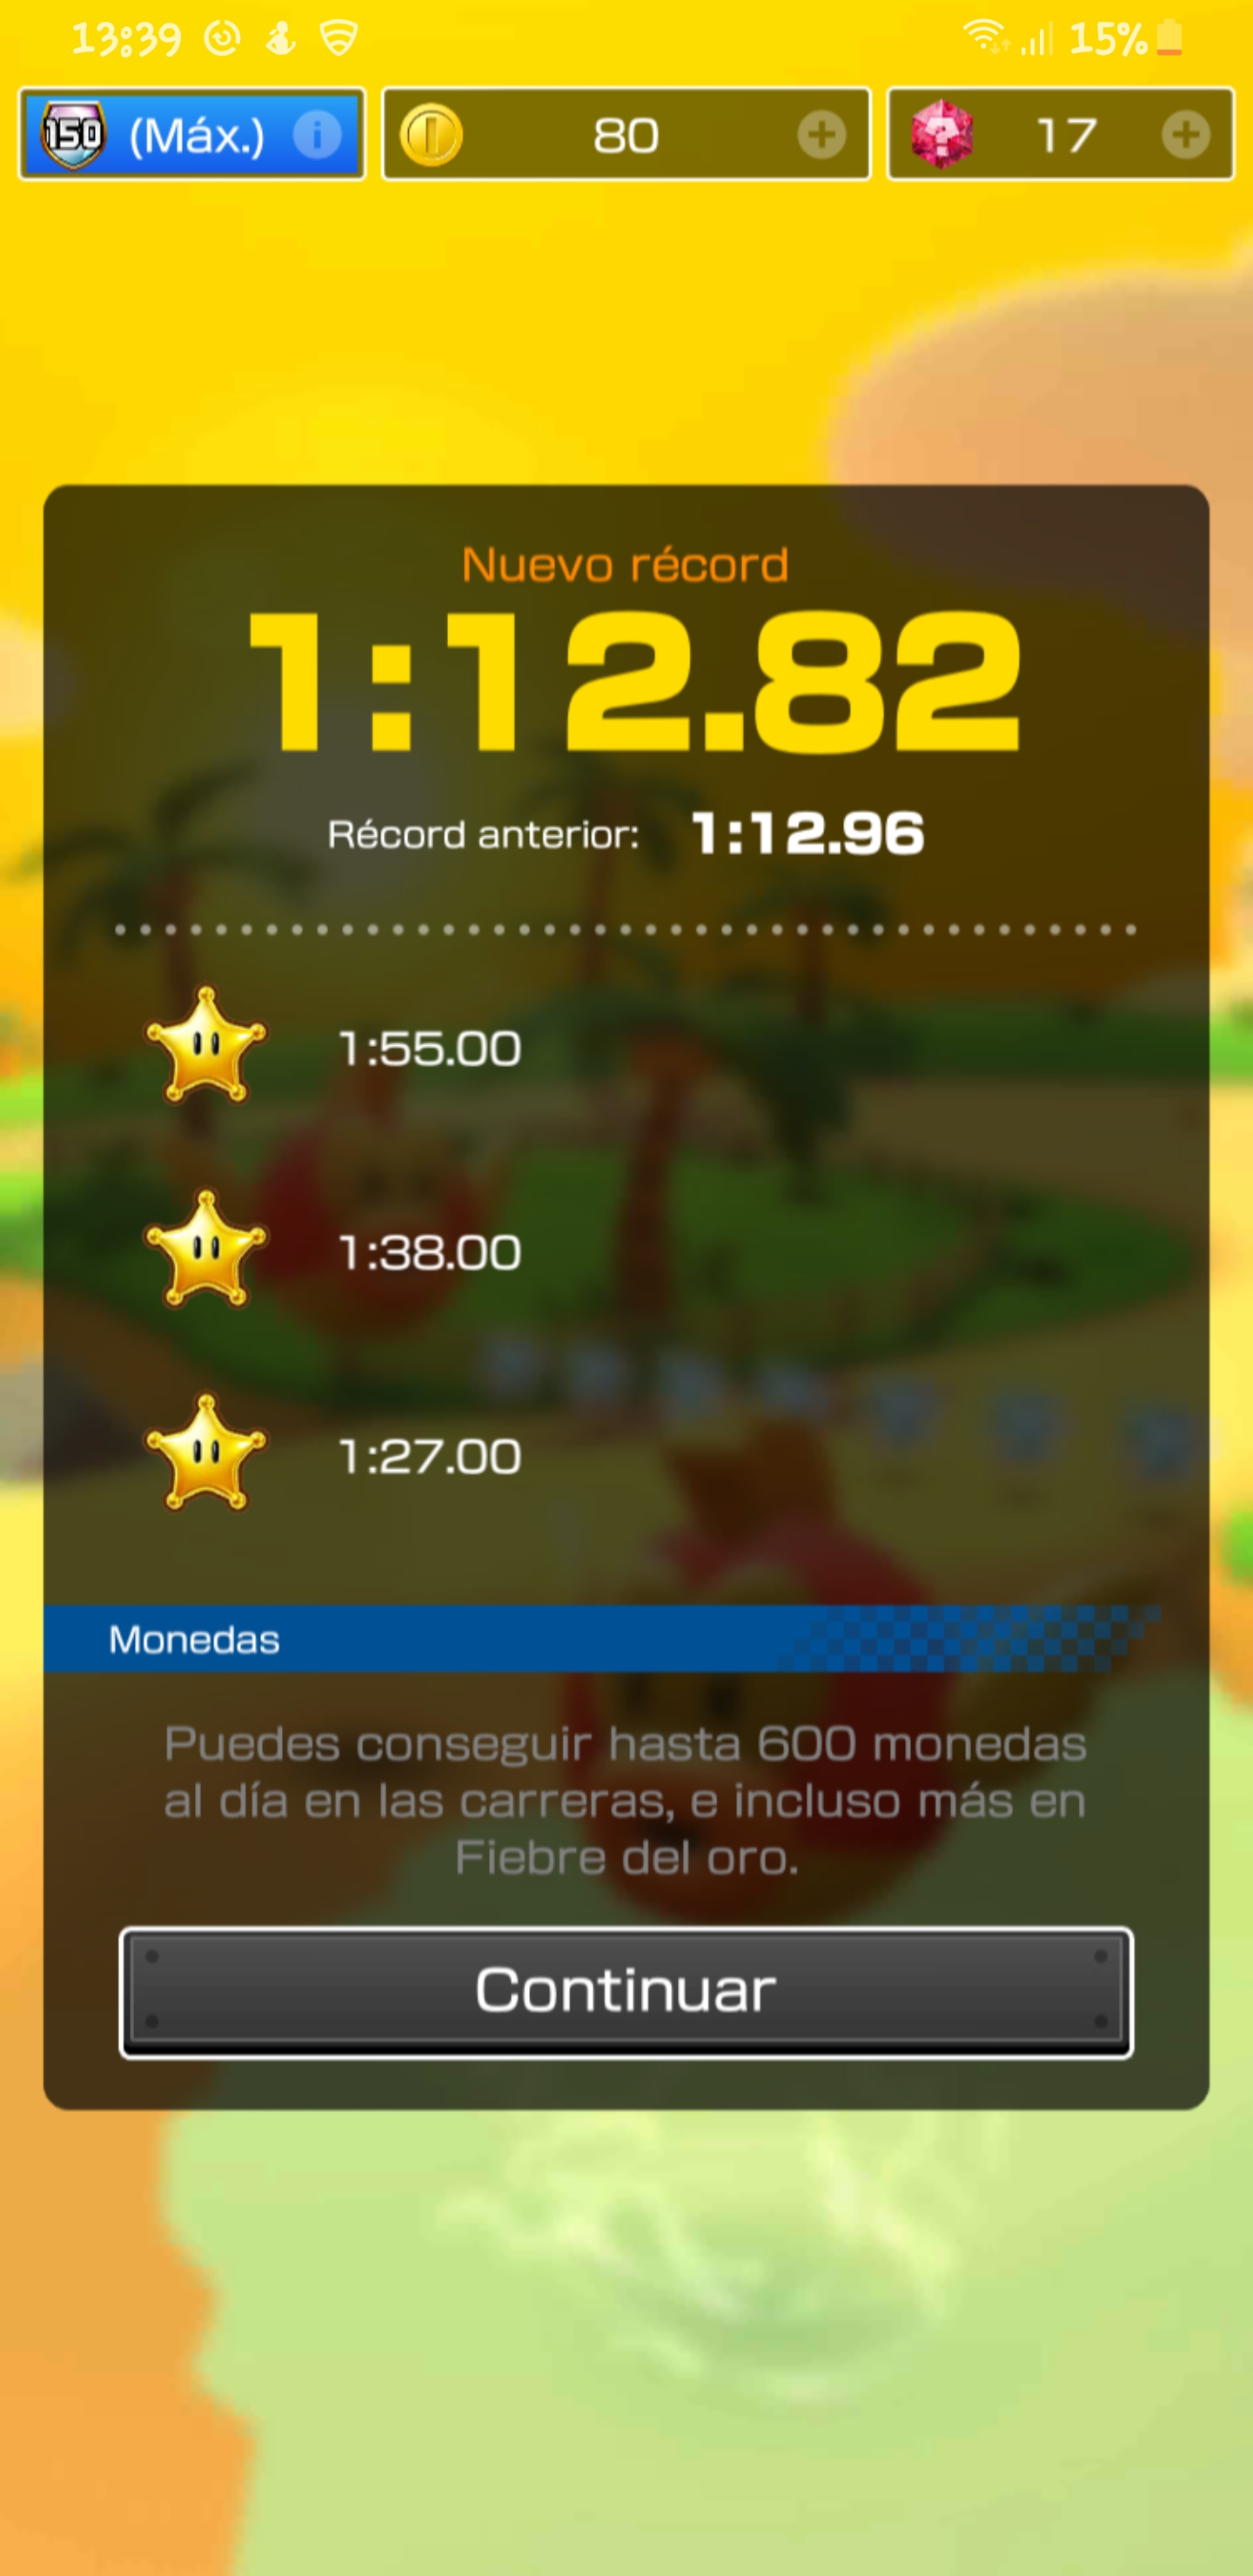 13:39
15%
150 (Máx.)
80
17
Nuevo récord
1:12.82
Récord anterior: 1:12.96
1:55.00
1:38.00
1:27.00
Monedas
Puedes conseguir hasta 600 monedas
al día en las carreras, e incluso más en
Fiebre del oro.
Continuar